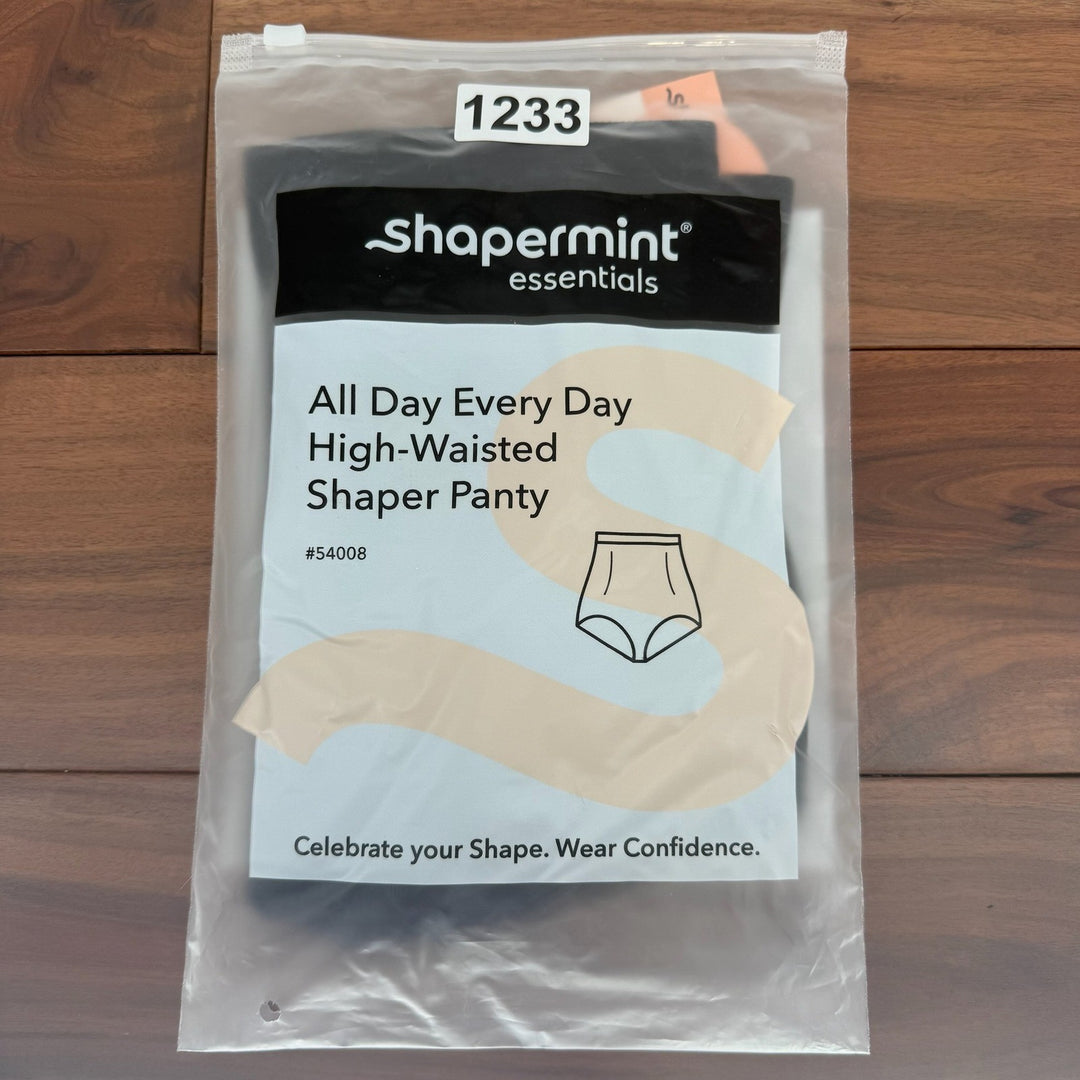 1233
S
shapermint®
essentials
All Day Every Day
High-Waisted
Shaper Panty
#54008
Celebrate your Shape. Wear Confidence.